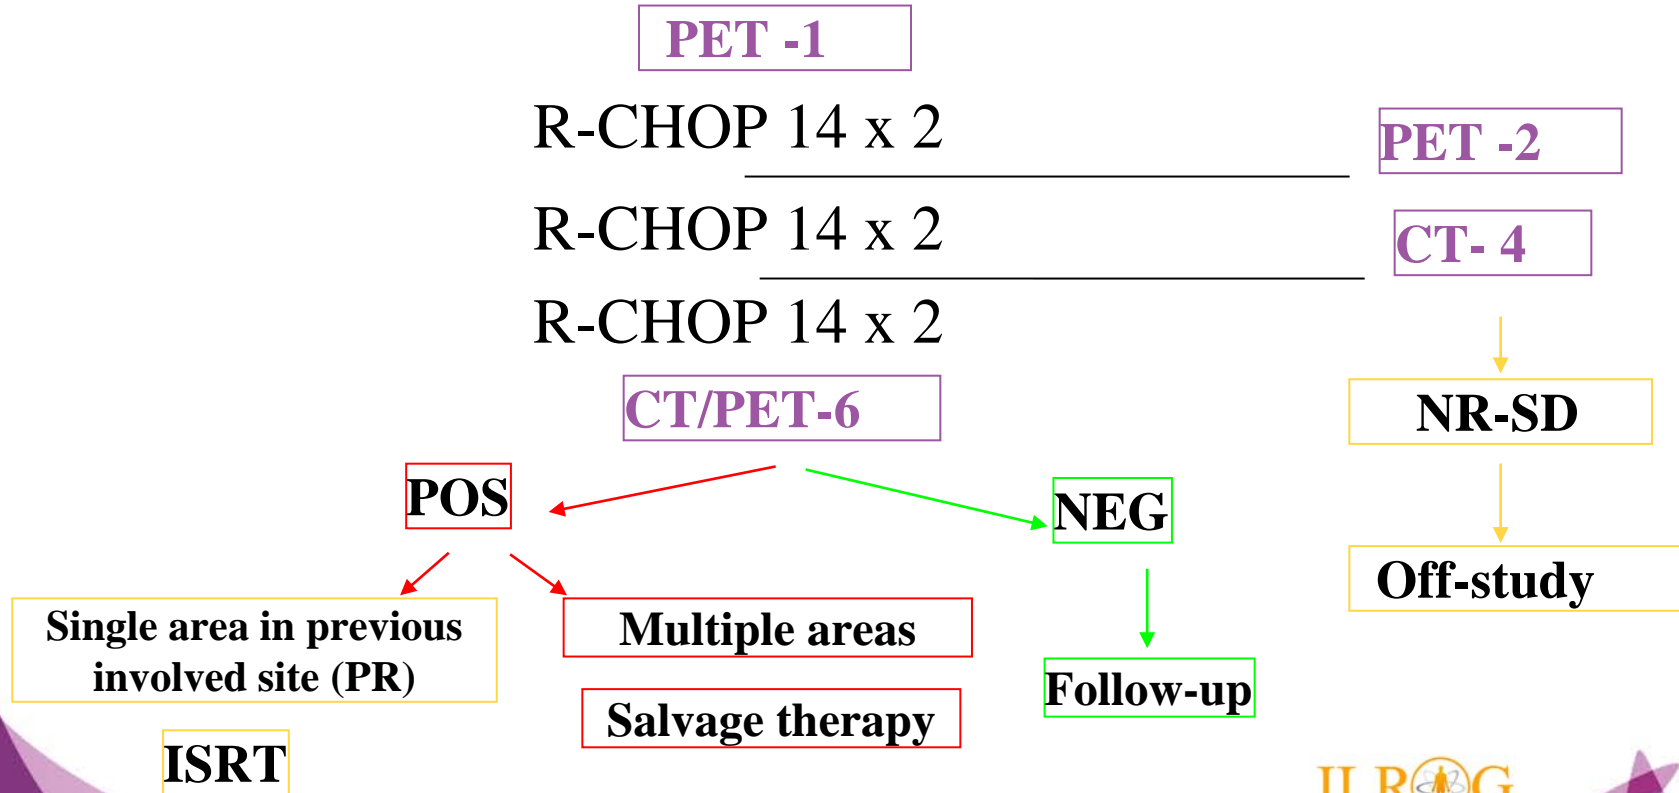 PET -1
R-CHOP 14 x 2
PET -2
R-CHOP 14 x 2
CT- 4
R-CHOP 14 x 2
CT/PET-6
NR-SD
POS
NEG
Off-study
Single area in previous
involved site (PR)
Multiple areas
Follow-up
Salvage therapy
ISRT